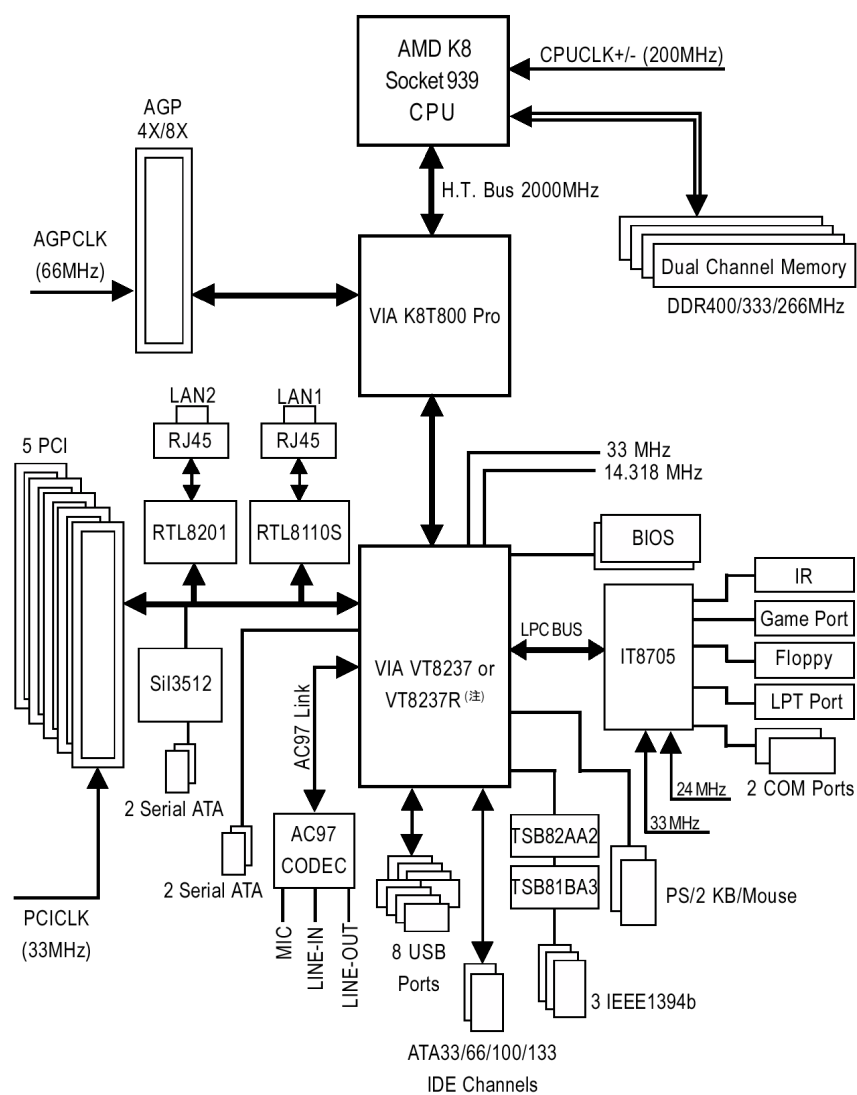 AMD K8
Socket 939
CPU
CPUCLK+/- (200MHz)
AGP
4X/8X
H.T. Bus 2000MHz
AGPCLK
(66MHz)
VIA K8T800 Pro
Dual Channel Memory
DDR400/333/266MHz
LAN2
LAN1
RJ45
RJ45
5 PCI
33 MHz
14.318 MHz
RTL8201
RTL8110S
BIOS
IR
Game Port
LPC BUS
IT8705
Floppy
SiI3512
VIA VT8237 or
VT8237R (注)
LPT Port
AC97 Link
24 MHz
2 COM Ports
2 Serial ATA
33 MHz
AC97
CODEC
TSB82AA2
TSB81BA3
2 Serial ATA
PS/2 KB/Mouse
PCICLK
(33MHz)
MIC
LINE-IN
LINE-OUT
8 USB
Ports
3 IEEE1394b
ATA33/66/100/133
IDE Channels